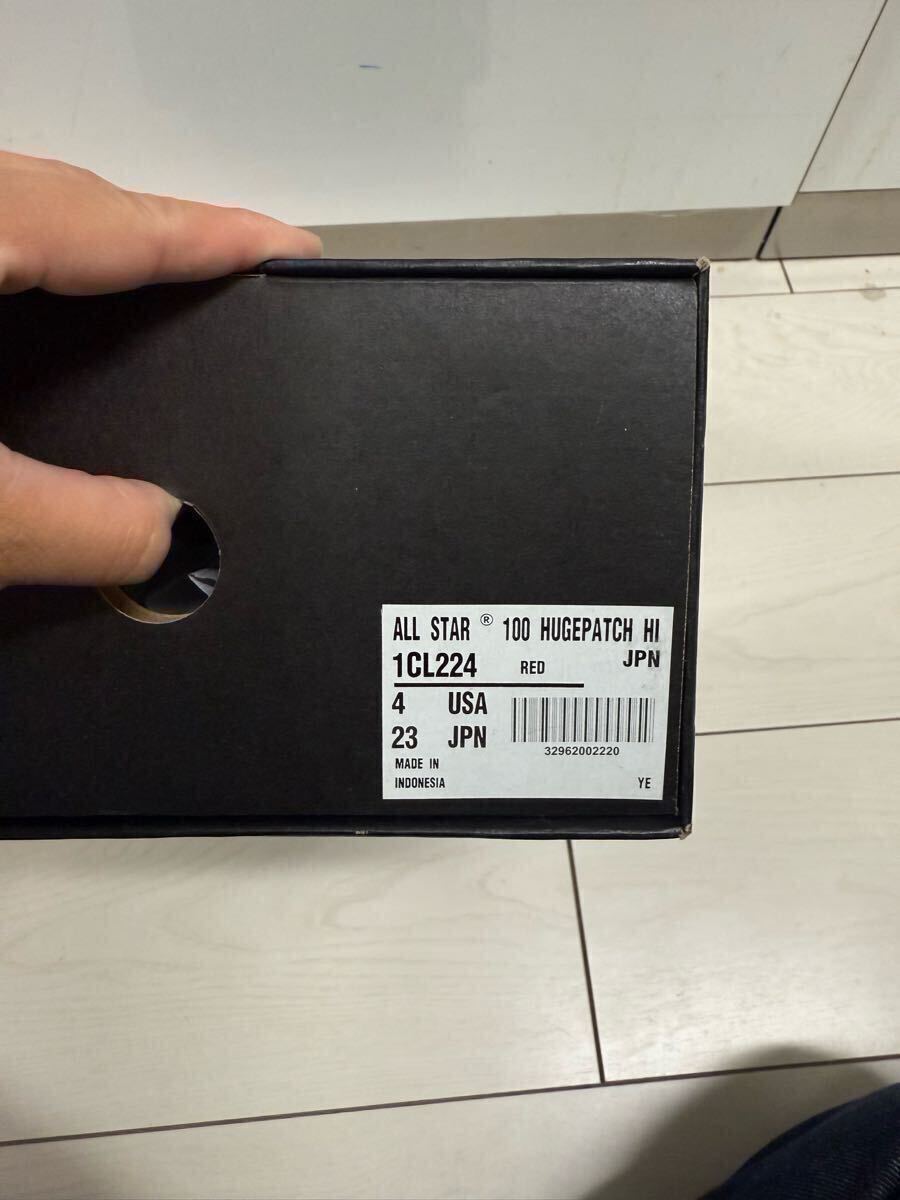 ALL STAR ® 100 HUGEPATCH HI
1CL224 RED JPN
4 USA
23 JPN
32962002220
MADE IN
INDONESIA YE